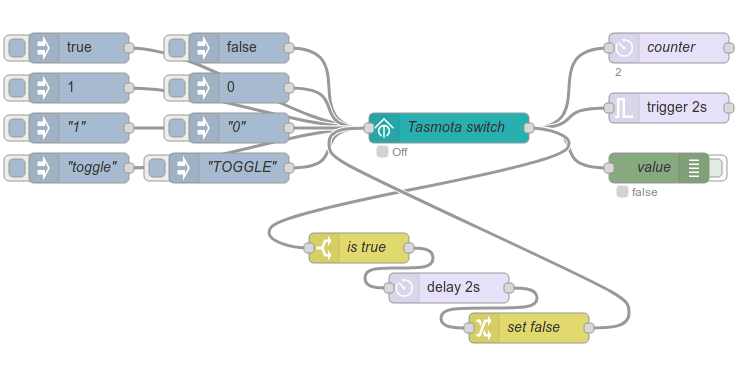 true
false
counter
2
1
0
trigger 2s
"1"
"0"
Tasmota switch
Off
"toggle"
"TOGGLE"
value
false
is true
delay 2s
set false